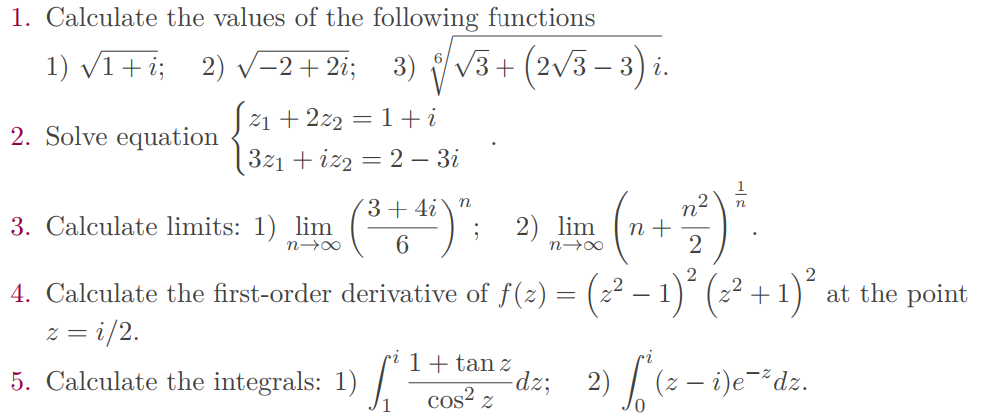 1. Calculate the values of the following functions
1) $\sqrt{1+i}$; 2) $\sqrt{-2+2i}$; 3) $\sqrt[6]{\sqrt{3}+\left(2\sqrt{3}-3\right)i}$.
2. Solve equation $\begin{cases} z_1+2z_2=1+i \\ 3z_1+iz_2=2-3i \end{cases}$.
3. Calculate limits: 1) $\lim_{n\to\infty}\left(\frac{3+4i}{6}\right)^n$; 2) $\lim_{n\to\infty}\left(n+\frac{n^2}{2}\right)^{\frac{1}{n}}$.
4. Calculate the first-order derivative of $f(z)=\left(z^2-1\right)^2\left(z^2+1\right)^2$ at the point
$z=i/2$.
5. Calculate the integrals: 1) $\int_1^i \frac{1+\tan z}{\cos^2 z}dz$; 2) $\int_0^i (z-i)e^{-z}dz$.